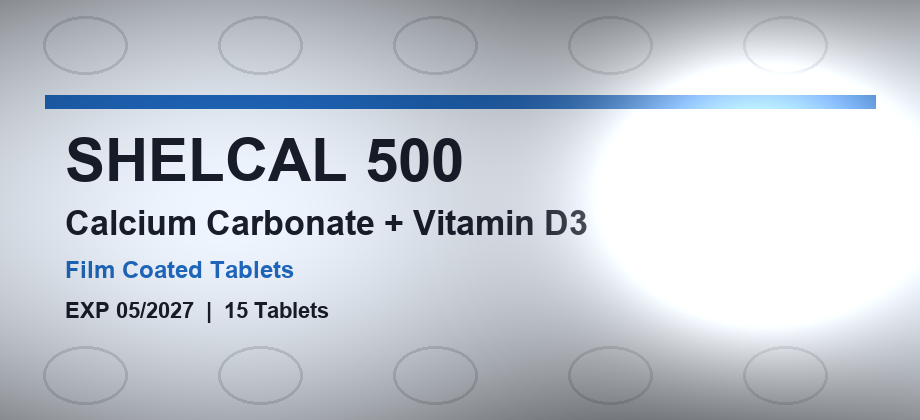 SHELCAL 500
Calcium Carbonate + Vitamin D3
Film Coated Tablets
EXP 05/2027 | 15 Tablets